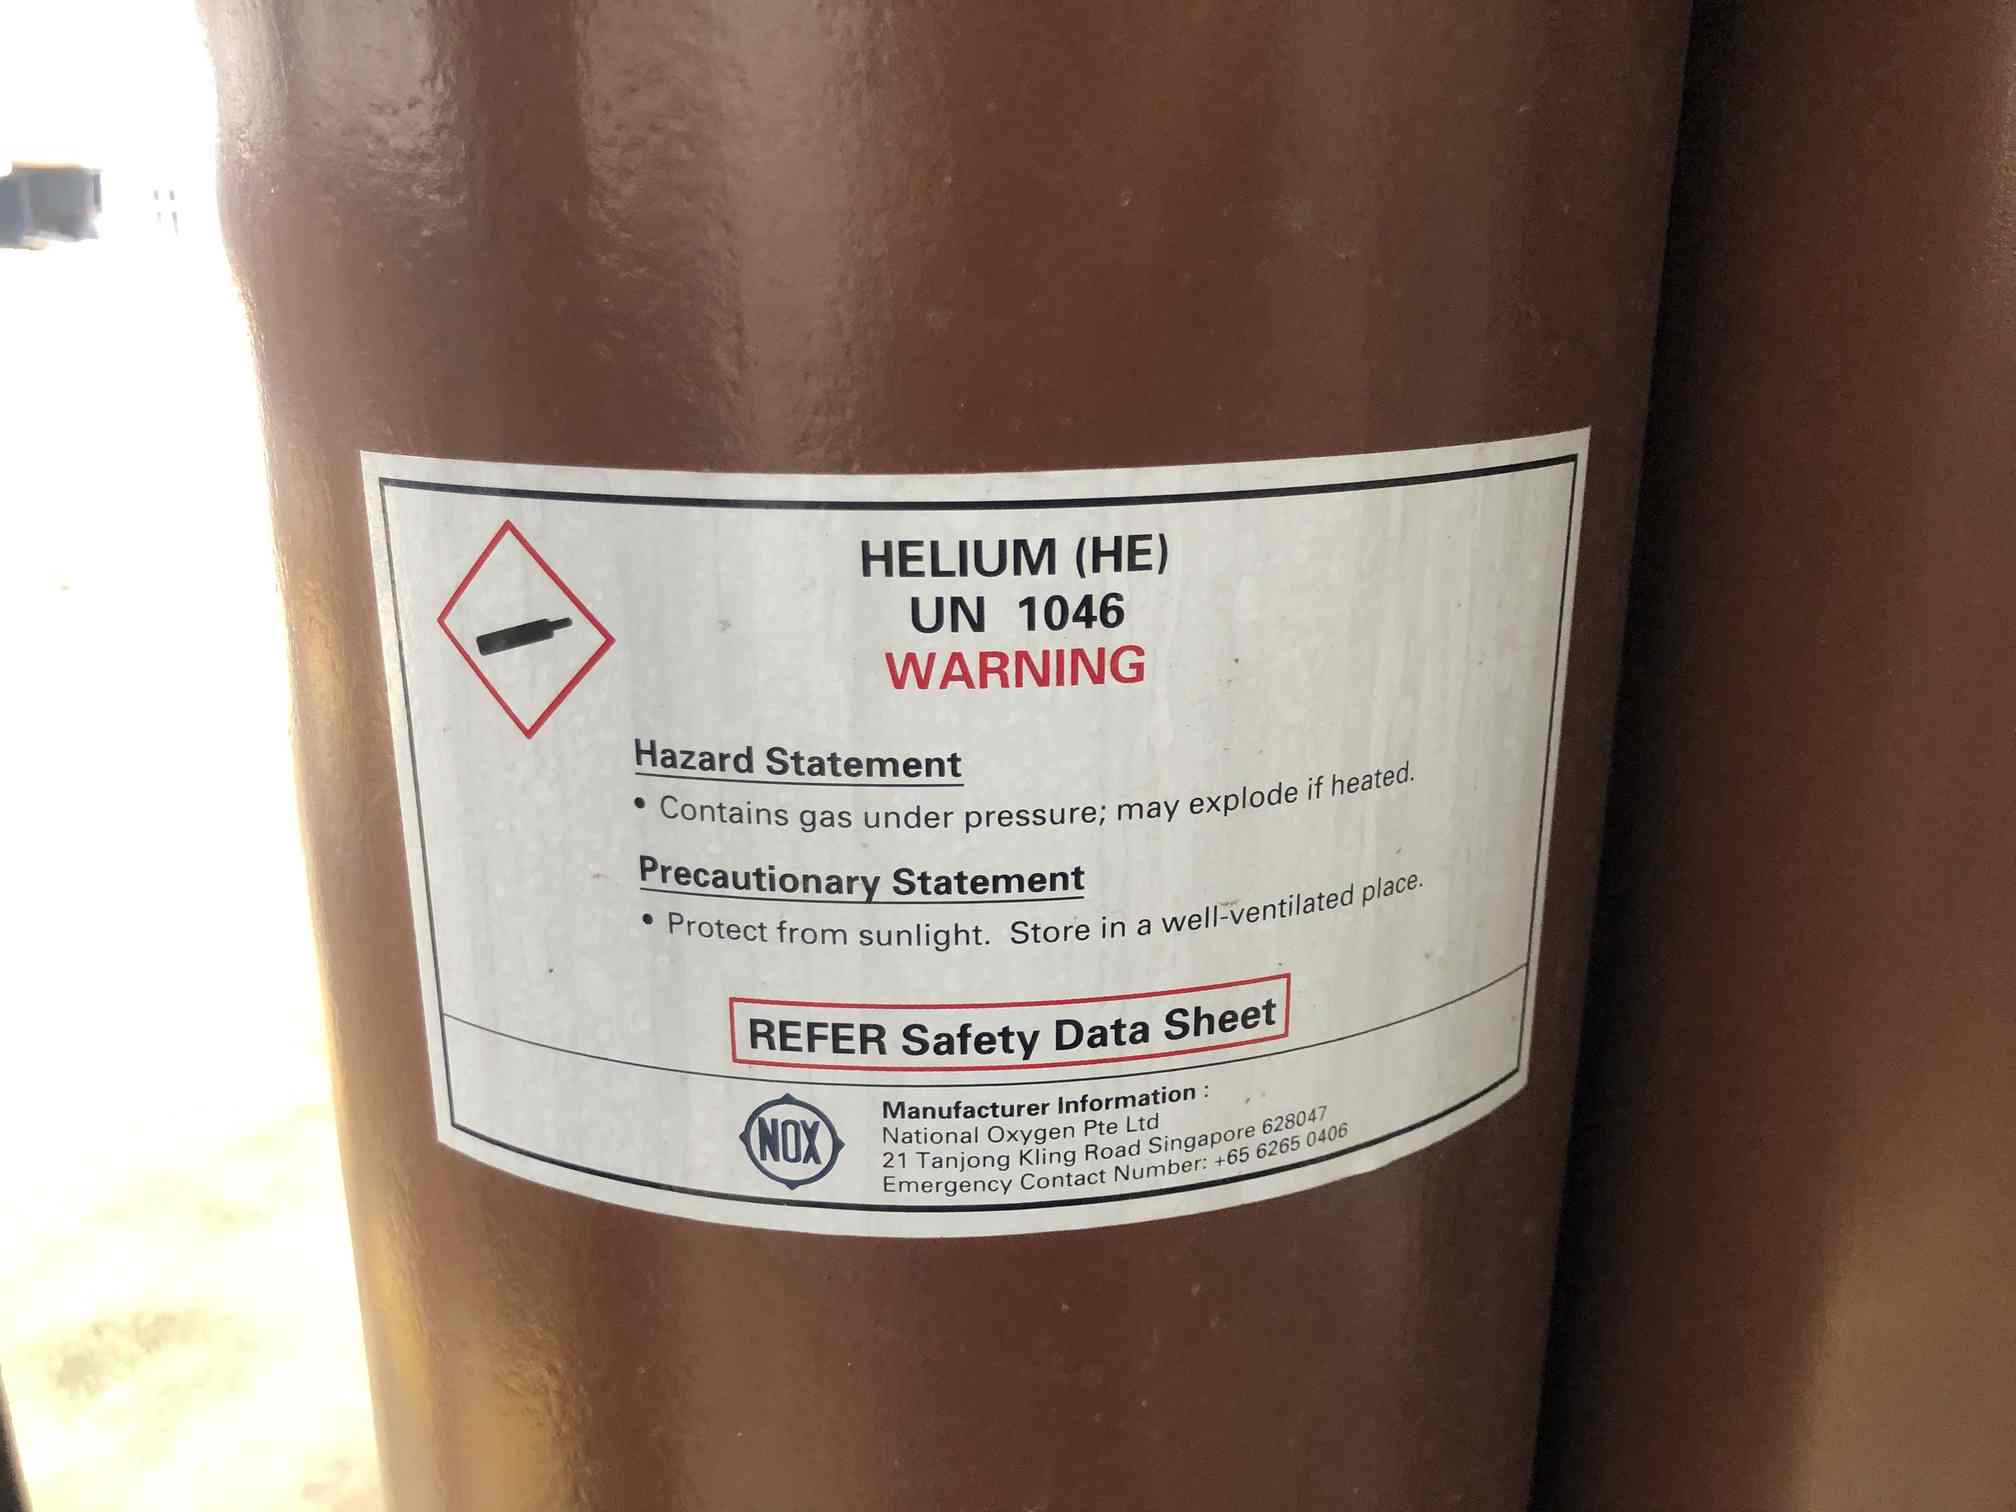 HELIUM (HE)
UN 1046
WARNING
Hazard Statement
• Contains gas under pressure; may explode if heated.
Precautionary Statement
• Protect from sunlight. Store in a well-ventilated place.
REFER Safety Data Sheet
NOX
Manufacturer Information :
National Oxygen Pte Ltd
21 Tanjong Kling Road Singapore 628047
Emergency Contact Number: +65 6265 0406